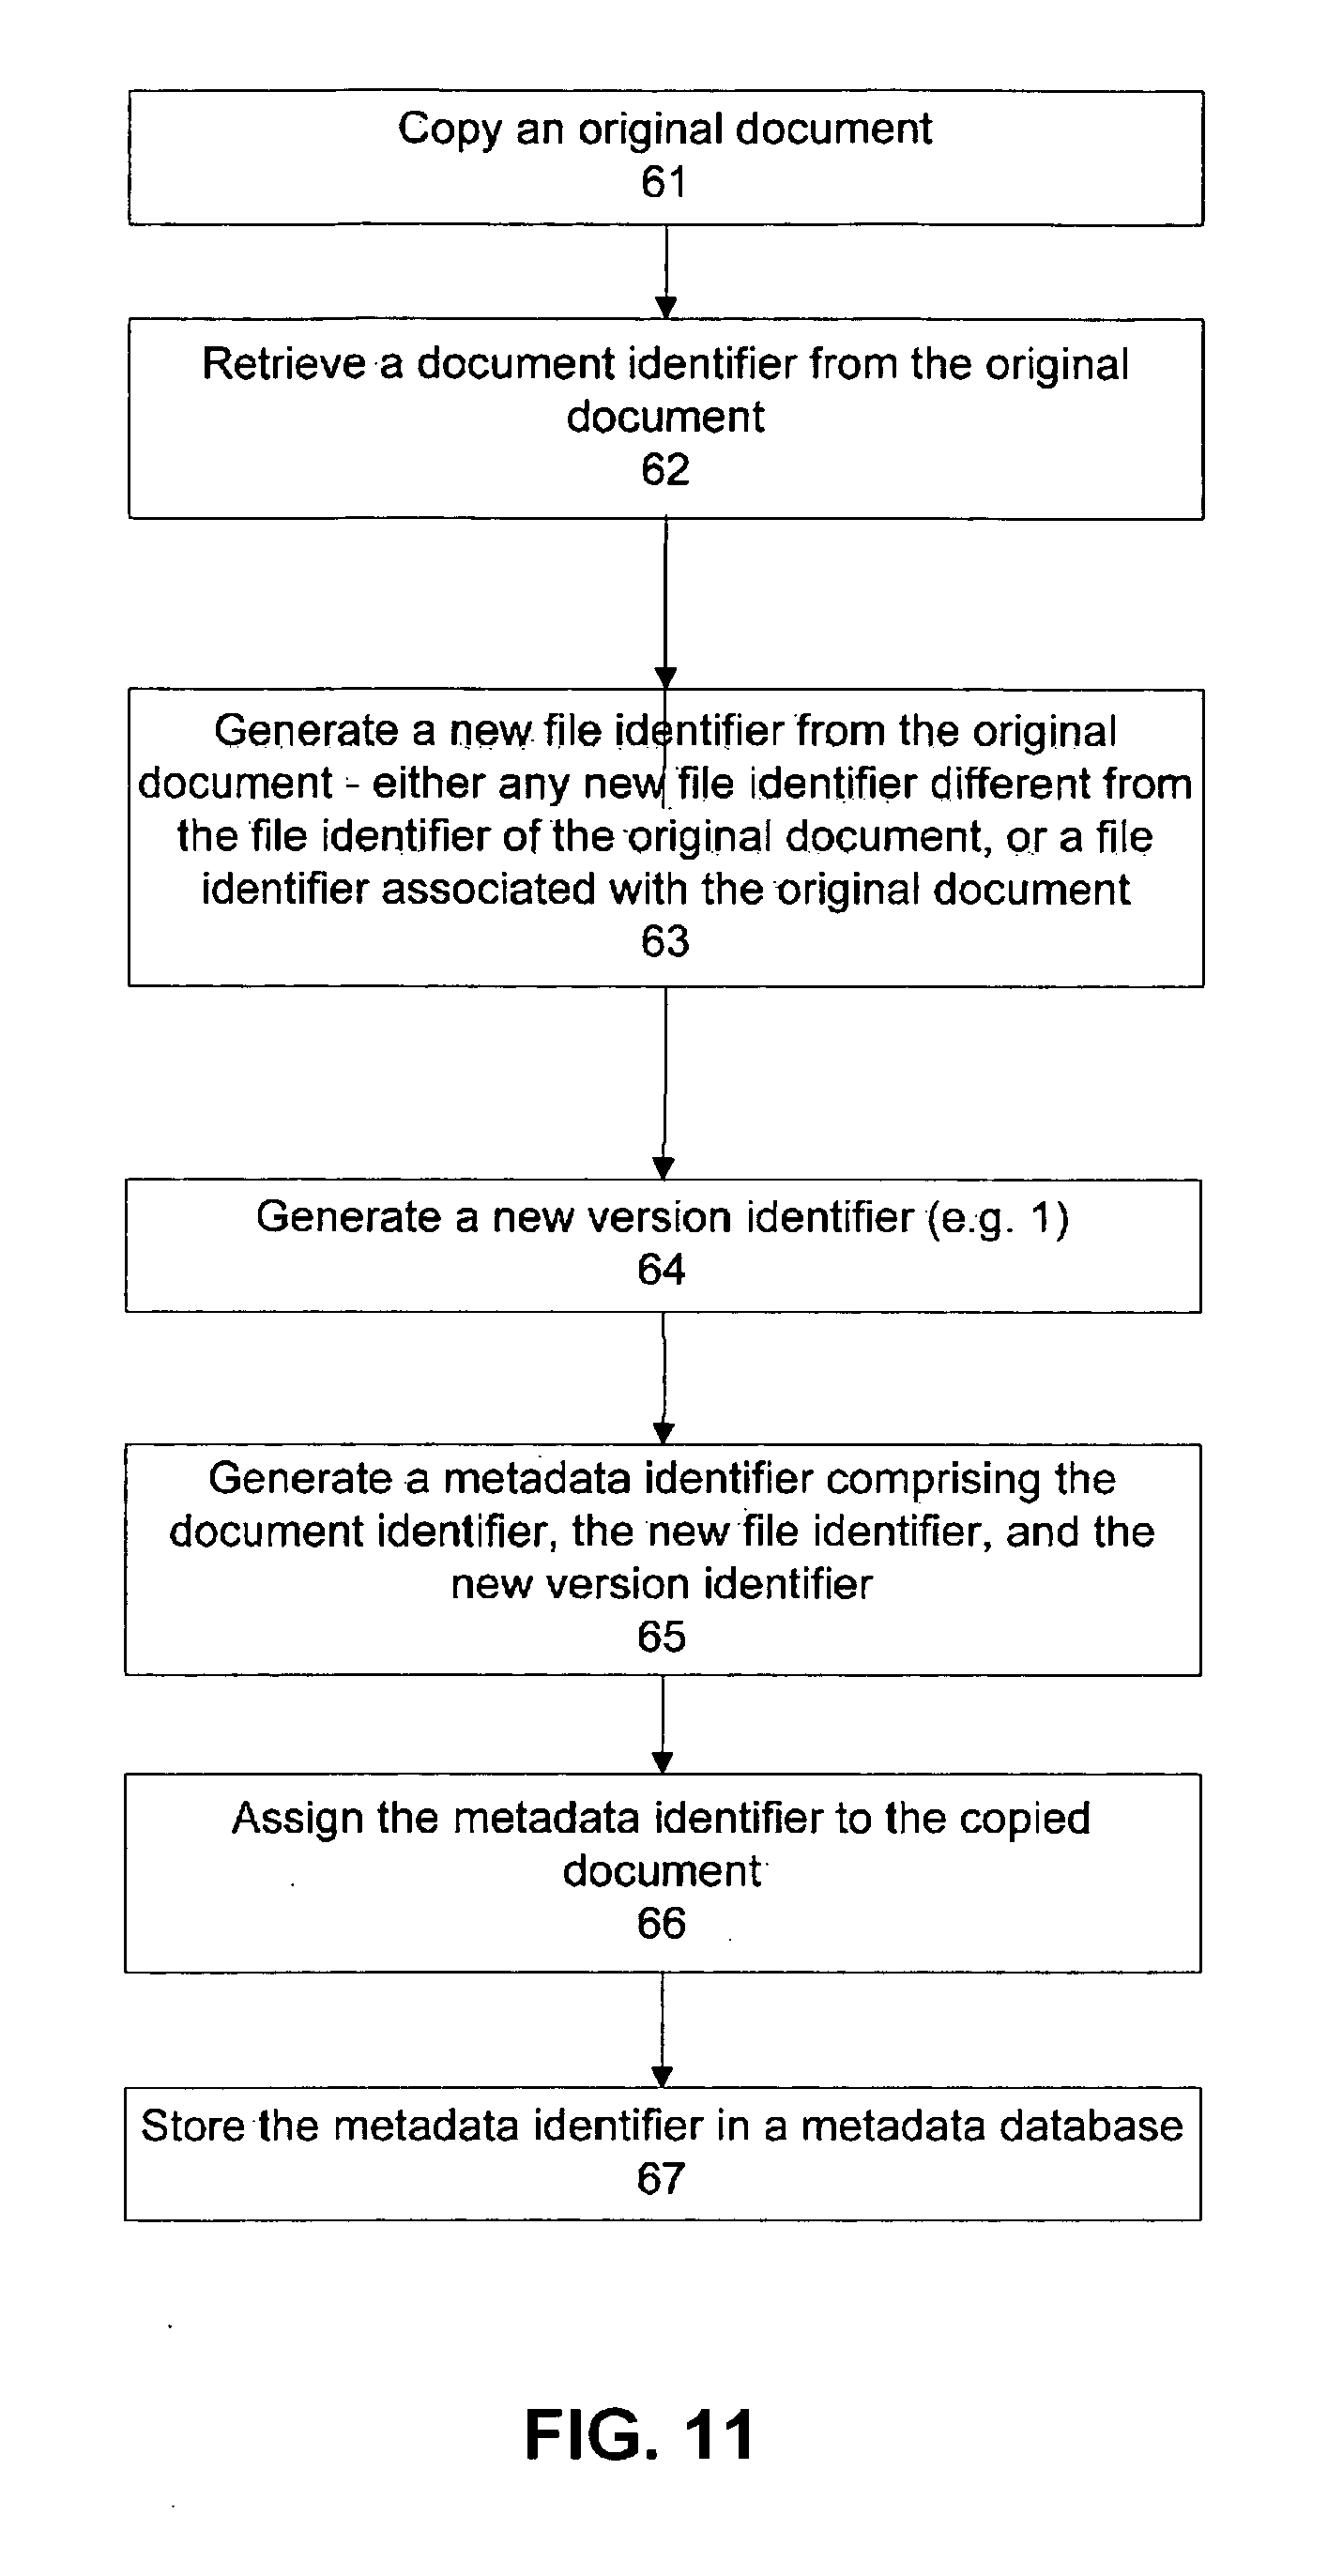 Copy an original document
61
Retrieve a document identifier from the original
document
62
Generate a new file identifier from the original
document - either any new file identifier different from
the file identifier of the original document, or a file
identifier associated with the original document
63
Generate a new version identifier (e.g. 1)
64
Generate a metadata identifier comprising the
document identifier, the new file identifier, and the
new version identifier
65
Assign the metadata identifier to the copied
document
66
Store the metadata identifier in a metadata database
67
FIG. 11